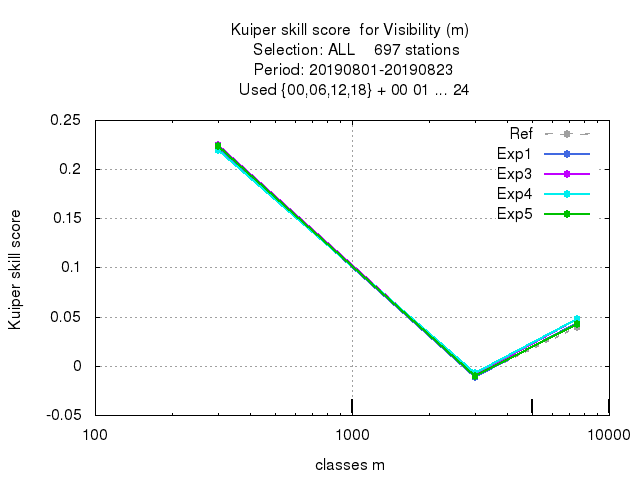 Kuiper skill score  for Visibility (m)
Selection: ALL    697 stations
Period: 20190801-20190823
Used {00,06,12,18} + 00 01 ... 24
Ref
Exp1
Exp3
Exp4
Exp5
Kuiper skill score
0.25
0.2
0.15
0.1
0.05
0
-0.05
100
1000
10000
classes m